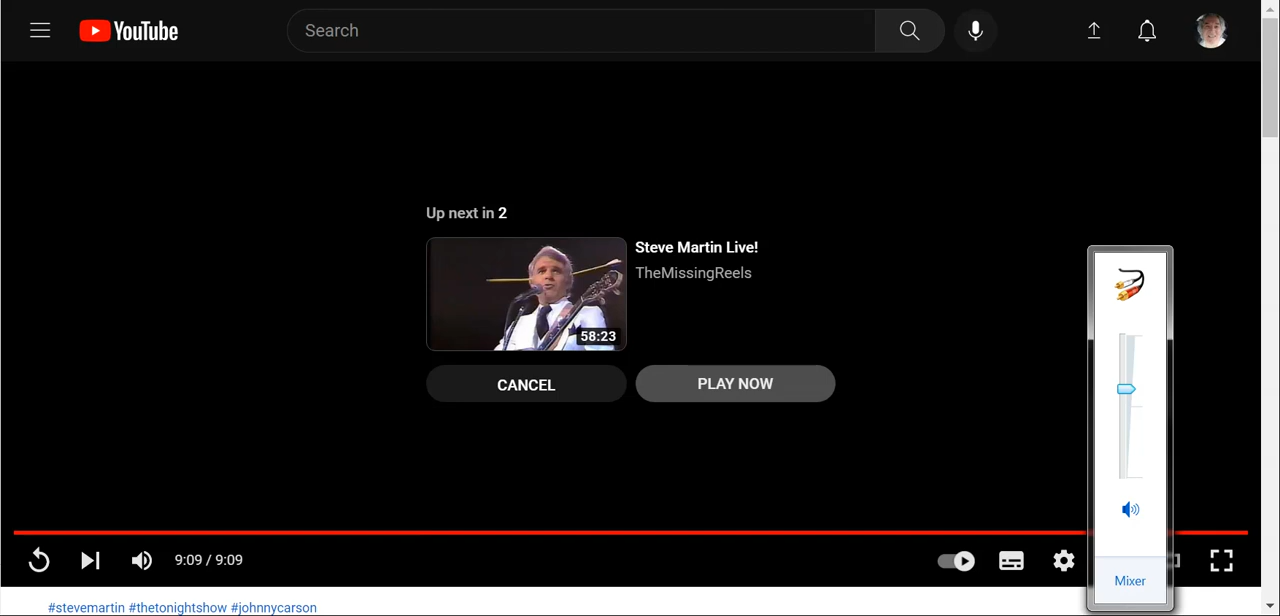 YouTube
Search
Up next in 2
Steve Martin Live!
TheMissingReels
58:23
CANCEL
PLAY NOW
9:09 / 9:09
Mixer
#stevemartin #thetonightshow #johnnycarson